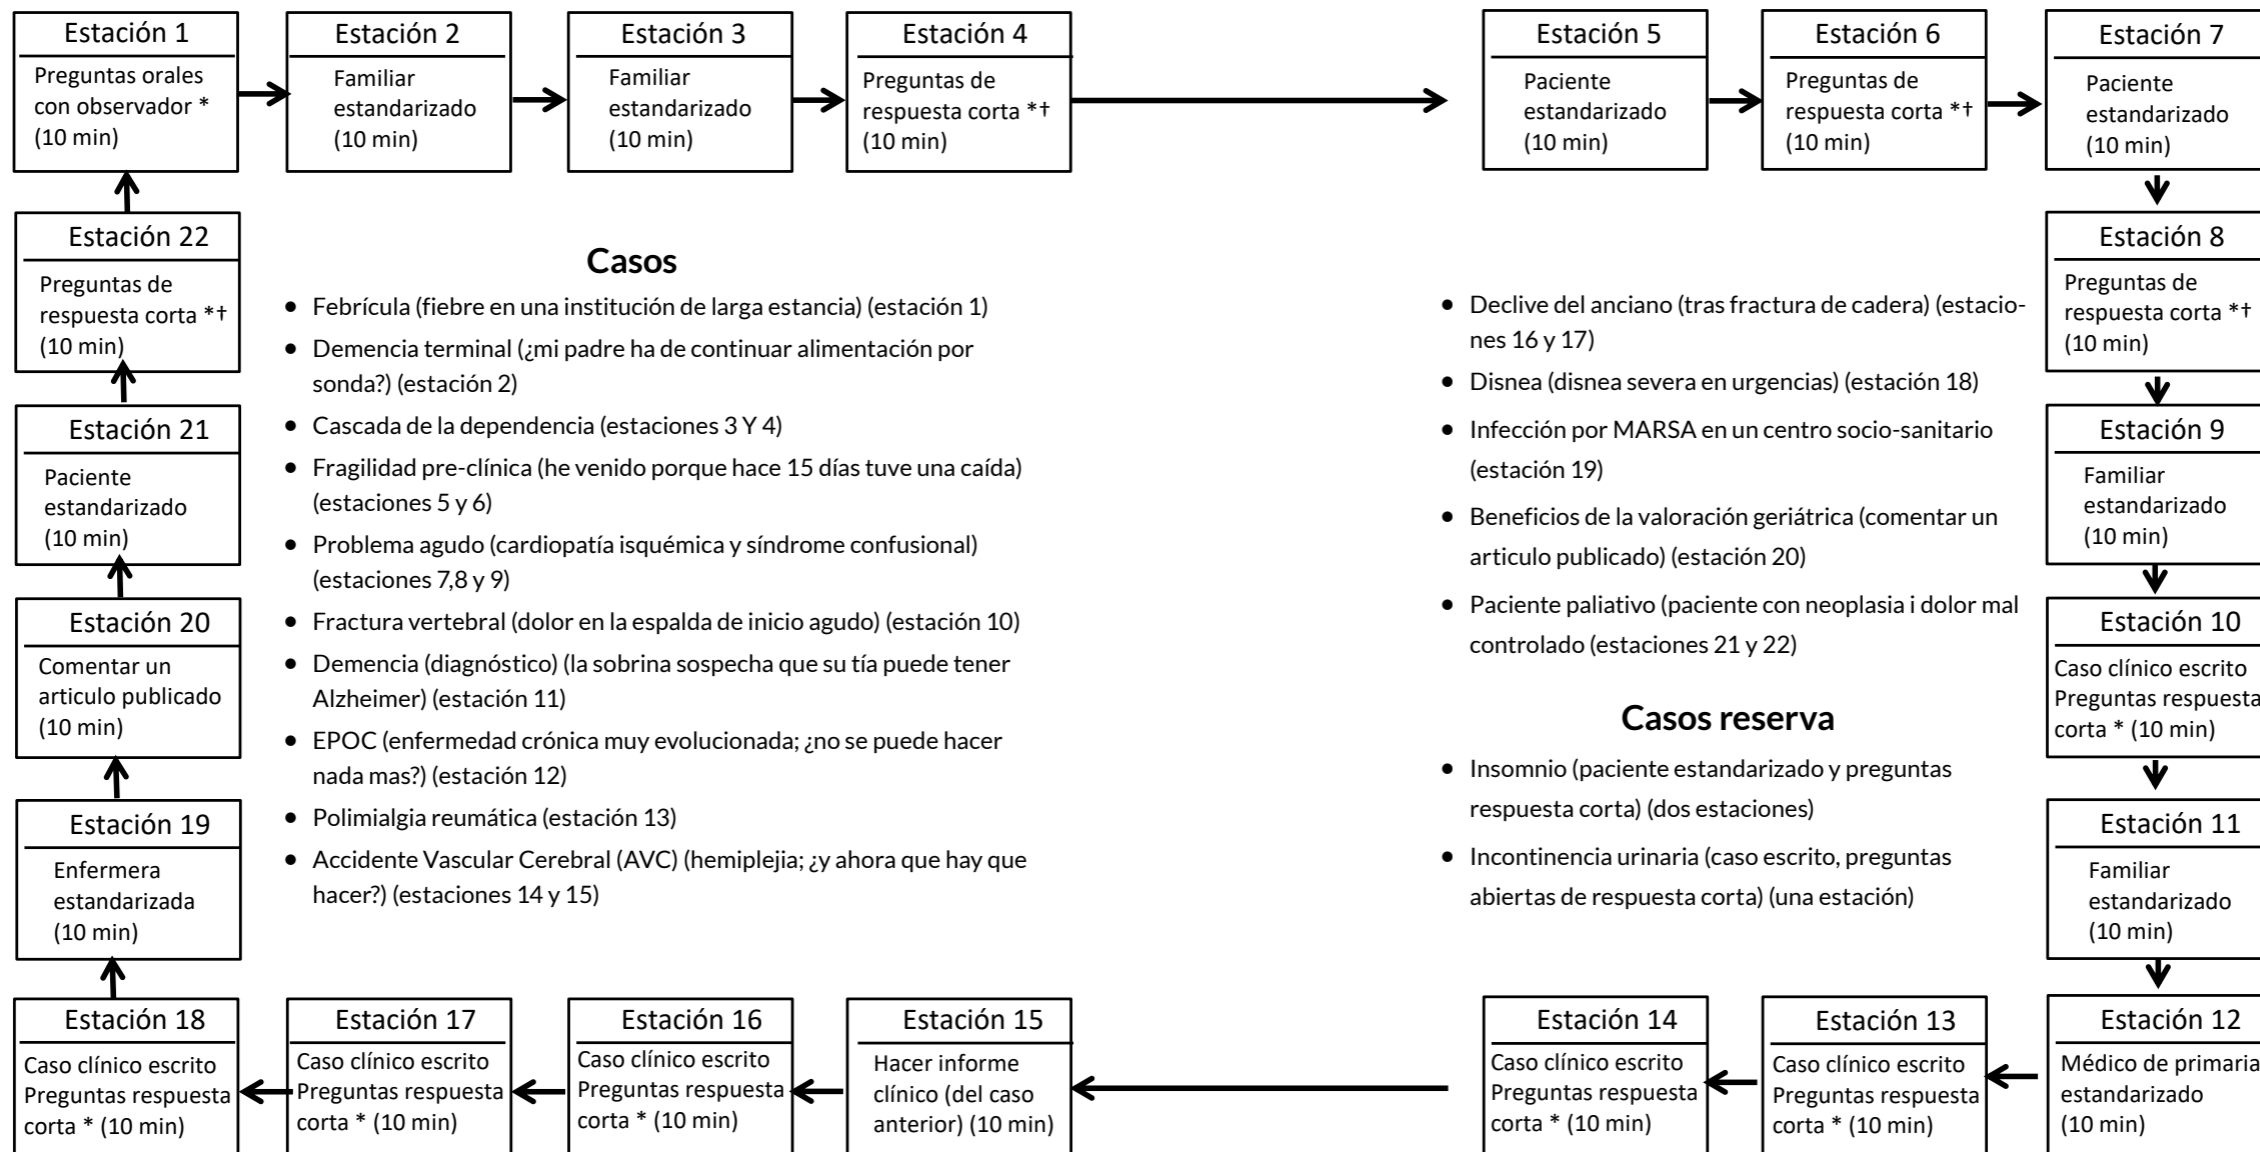 Estación 1
Preguntas orales
con observador *
(10 min)
Estación 2
Familiar
estandarizado
(10 min)
Estación 3
Familiar
estandarizado
(10 min)
Estación 4
Preguntas de
respuesta corta *†
(10 min)
Estación 5
Paciente
estandarizado
(10 min)
Estación 6
Preguntas de
respuesta corta *†
(10 min)
Estación 7
Paciente
estandarizado
(10 min)
Estación 22
Preguntas de
respuesta corta *†
(10 min)
Estación 21
Paciente
estandarizado
(10 min)
Estación 20
Comentar un
articulo publicado
(10 min)
Estación 19
Enfermera
estandarizada
(10 min)
Casos
• Febrícula (fiebre en una institución de larga estancia) (estación 1)
• Demencia terminal (¿mi padre ha de continuar alimentación por
sonda?) (estación 2)
• Cascada de la dependencia (estaciones 3 Y 4)
• Fragilidad pre-clínica (he venido porque hace 15 días tuve una caída)
(estaciones 5 y 6)
• Problema agudo (cardiopatía isquémica y síndrome confusional)
(estaciones 7,8 y 9)
• Fractura vertebral (dolor en la espalda de inicio agudo) (estación 10)
• Demencia (diagnóstico) (la sobrina sospecha que su tía puede tener
Alzheimer) (estación 11)
• EPOC (enfermedad crónica muy evolucionada; ¿no se puede hacer
nada mas?) (estación 12)
• Polimialgia reumática (estación 13)
• Accidente Vascular Cerebral (AVC) (hemiplejia; ¿y ahora que hay que
hacer?) (estaciones 14 y 15)
• Declive del anciano (tras fractura de cadera) (estacio-
nes 16 y 17)
• Disnea (disnea severa en urgencias) (estación 18)
• Infección por MARSA en un centro socio-sanitario
(estación 19)
• Beneficios de la valoración geriátrica (comentar un
articulo publicado) (estación 20)
• Paciente paliativo (paciente con neoplasia i dolor mal
controlado (estaciones 21 y 22)
Casos reserva
• Insomnio (paciente estandarizado y preguntas
respuesta corta) (dos estaciones)
• Incontinencia urinaria (caso escrito, preguntas
abiertas de respuesta corta) (una estación)
Estación 8
Preguntas de
respuesta corta *†
(10 min)
Estación 9
Familiar
estandarizado
(10 min)
Estación 10
Caso clínico escrito
Preguntas respuesta
corta * (10 min)
Estación 11
Familiar
estandarizado
(10 min)
Estación 18
Caso clínico escrito
Preguntas respuesta
corta * (10 min)
Estación 17
Caso clínico escrito
Preguntas respuesta
corta * (10 min)
Estación 16
Caso clínico escrito
Preguntas respuesta
corta * (10 min)
Estación 15
Hacer informe
clínico (del caso
anterior) (10 min)
Estación 14
Caso clínico escrito
Preguntas respuesta
corta * (10 min)
Estación 13
Caso clínico escrito
Preguntas respuesta
corta * (10 min)
Estación 12
Médico de primaria
estandarizado
(10 min)